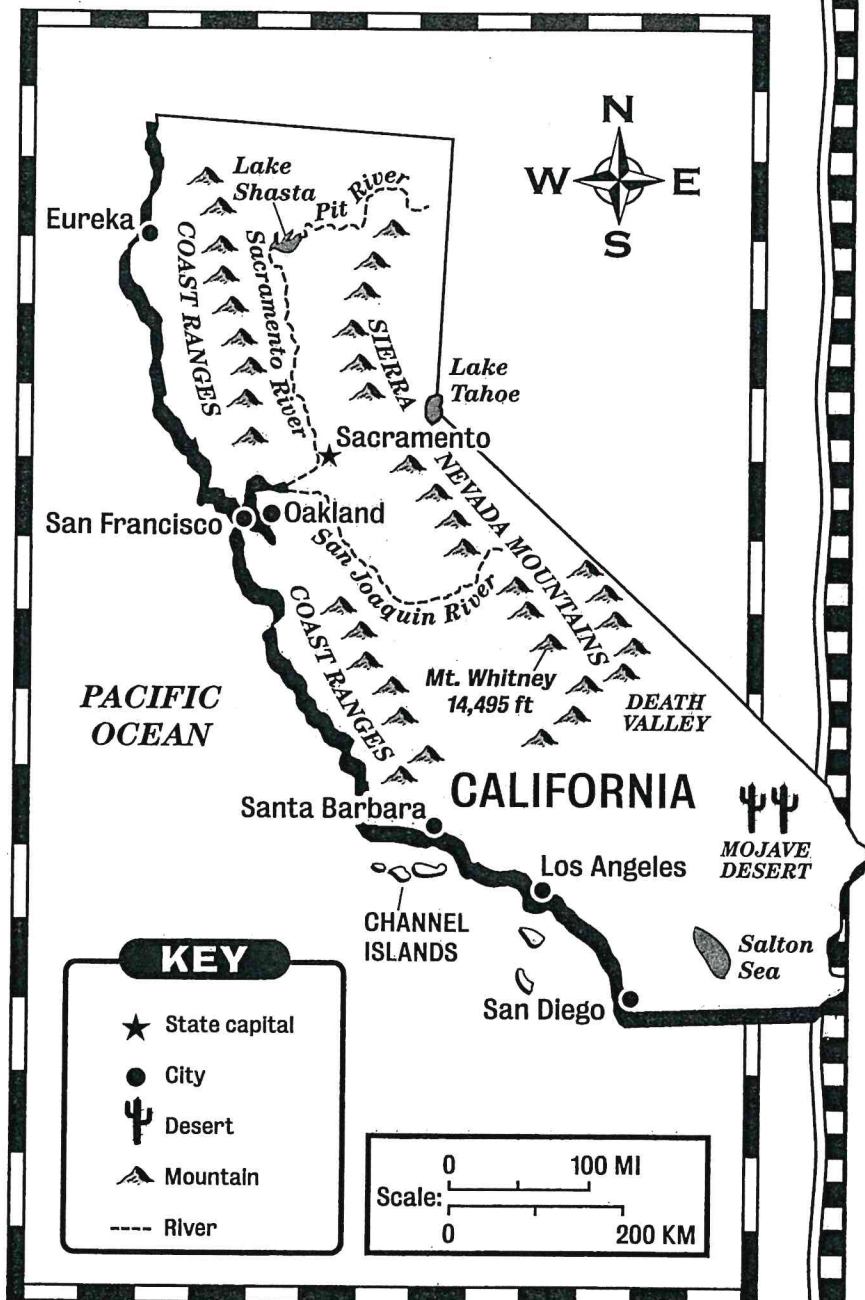 N
W E
S
Lake
Shasta
Pit River
Eureka
COAST RANGES
Sacramento River
SIERRA
Lake
Tahoe
Sacramento
NEVADA MOUNTAINS
San Francisco
Oakland
San Joaquin River
COAST RANGES
Mt. Whitney
14,495 ft
DEATH
VALLEY
PACIFIC
OCEAN
CALIFORNIA
Santa Barbara
MOJAVE
DESERT
Los Angeles
CHANNEL
ISLANDS
Salton
Sea
San Diego
KEY
State capital
City
Desert
Mountain
River
0 100 MI
Scale:
0 200 KM